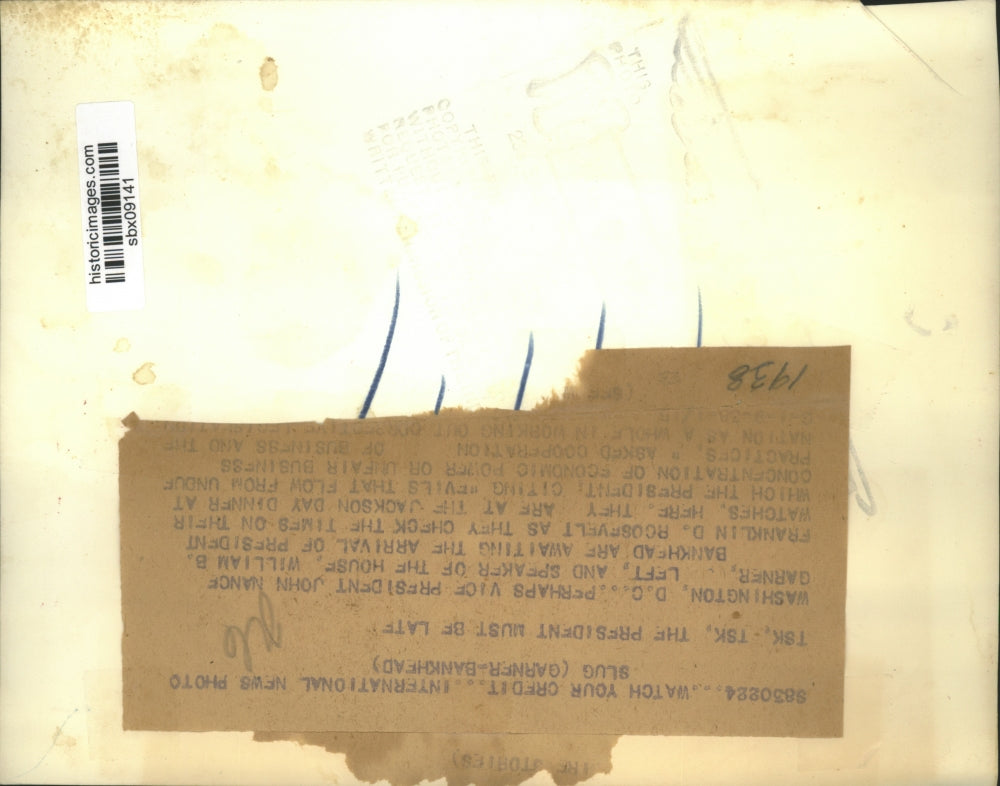 historicimages.com
sbx09141
S830224...WATCH YOUR CREDIT...INTERNATIONAL NEWS PHOTO
SLUG (GARNER-BANKHEAD)
TSK, TSK, THE PRESIDENT MUST BE LATE
WASHINGTON, D.C...PERHAPS VICE PRESIDENT JOHN NANCE
GARNER, LEFT, AND SPEAKER OF THE HOUSE, WILLIAM B.
BANKHEAD ARE AWAITING THE ARRIVAL OF PRESIDENT
FRANKLIN D. ROOSEVELT AS THEY CHECK THE TIMES ON THEIR
WATCHES, HERE. THEY ARE AT THE JACKSON DAY DINNER AT
WHICH THE PRESIDENT, CITING "EVILS THAT FLOW FROM UNDUE
CONCENTRATION OF ECONOMIC POWER OR UNFAIR BUSINESS
PRACTICES, " ASKED COOPERATION OF BUSINESS AND THE
NATION AS A WHOLE IN WORKING OUT
1938
(SEE
THE STORIES)
THIS